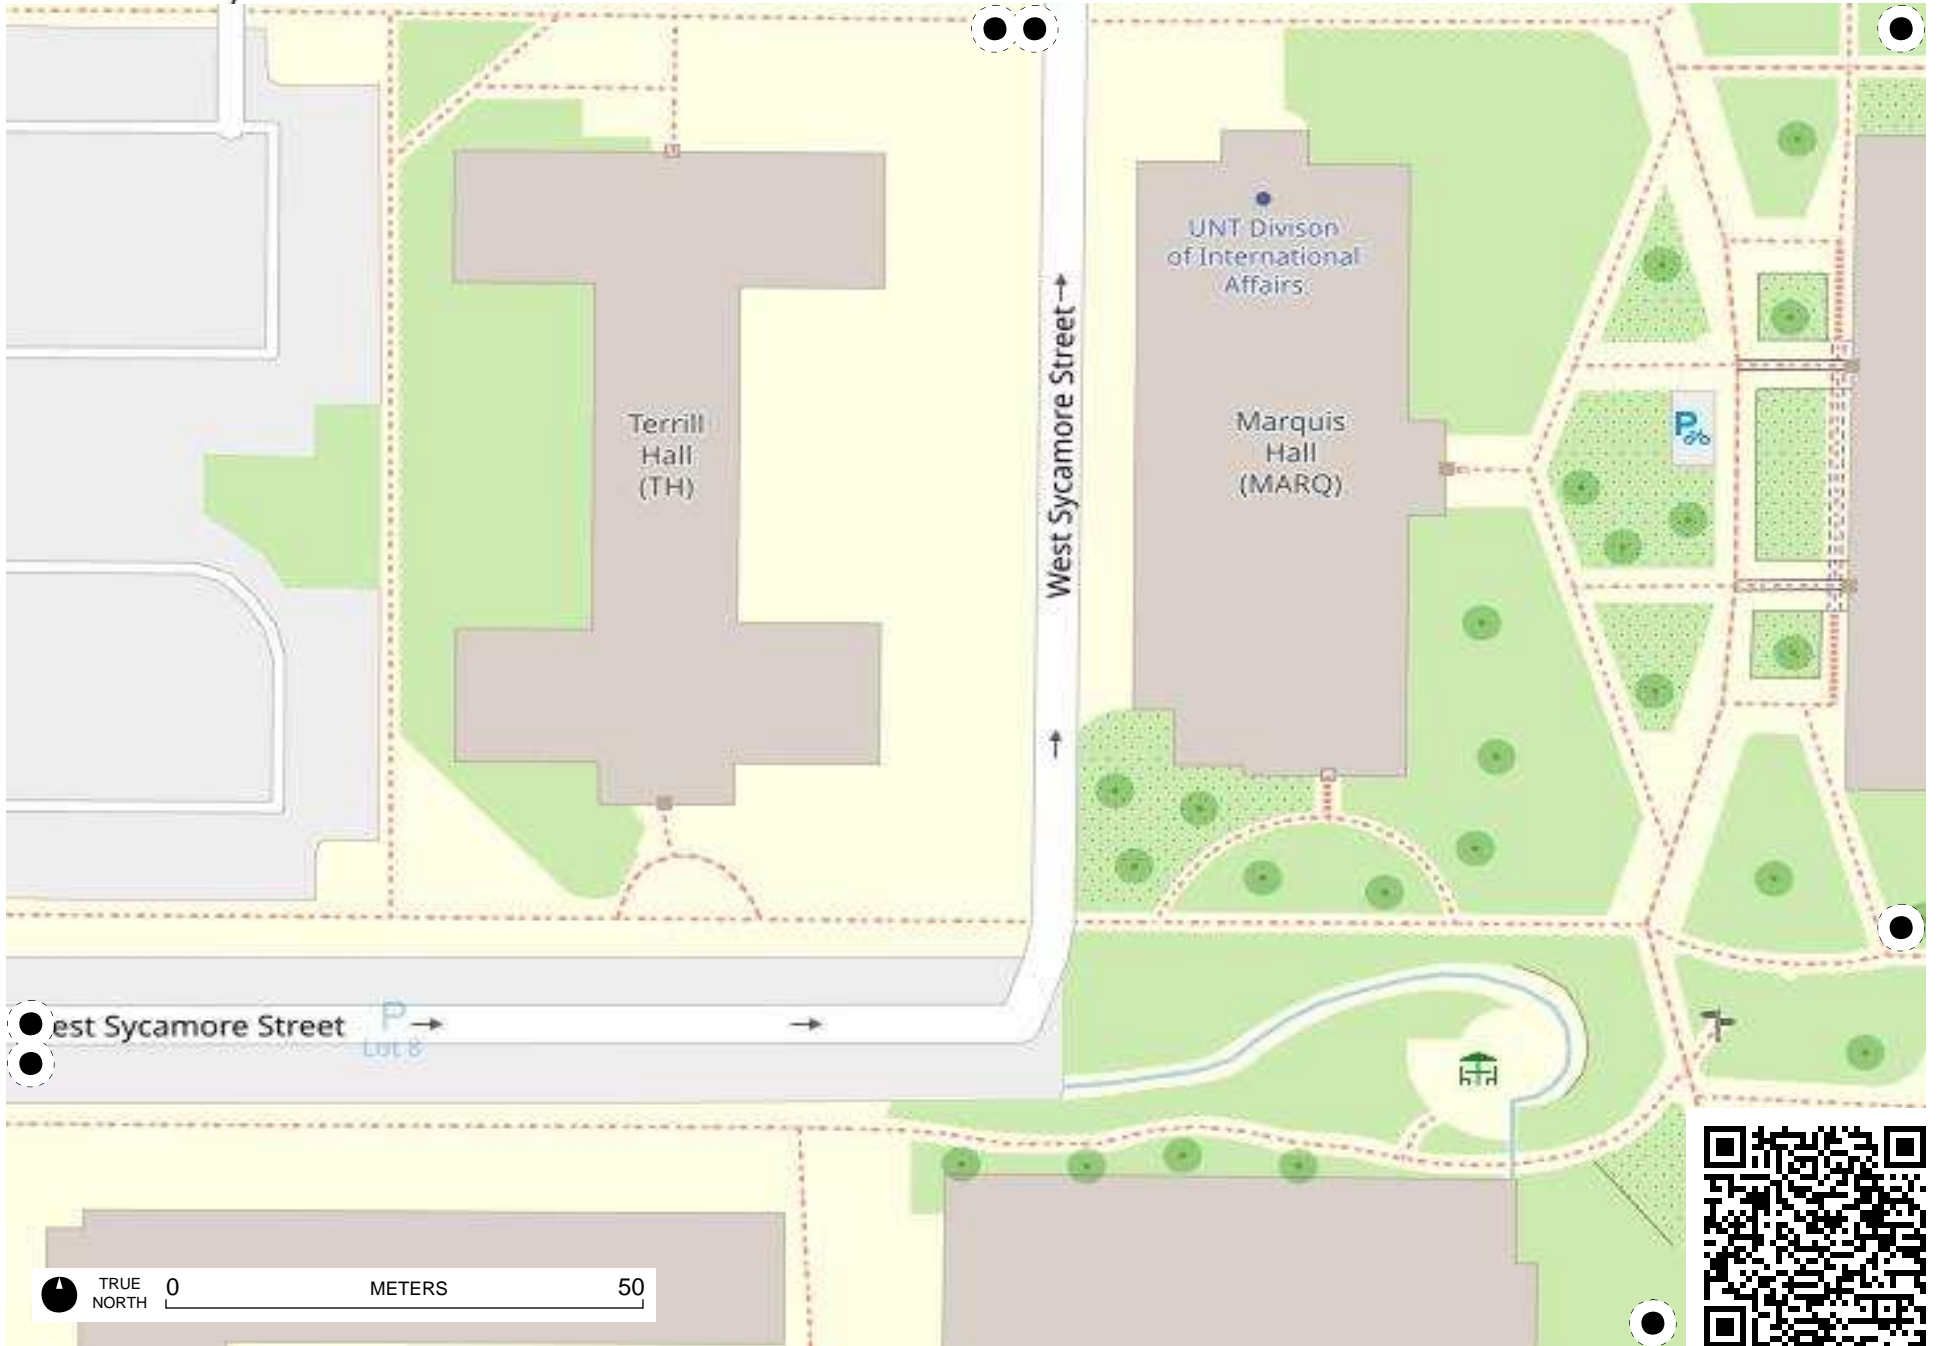 UNT Divison
of International
Affairs
West Sycamore Street
Terrill
Hall
(TH)
Marquis
Hall
(MARQ)
P
P
est Sycamore Street
Lot 8
TRUE
NORTH
0
METERS
50